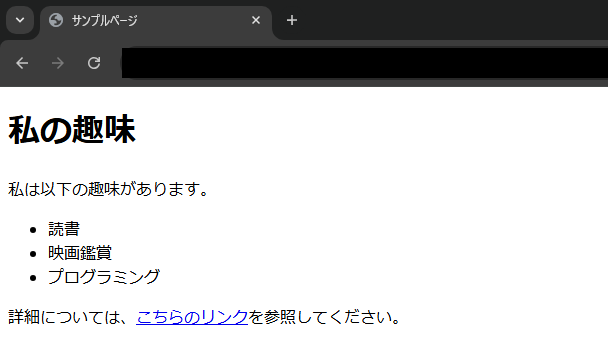 サンプルページ
私の趣味
私は以下の趣味があります。
読書
映画鑑賞
プログラミング
詳細については、こちらのリンクを参照してください。